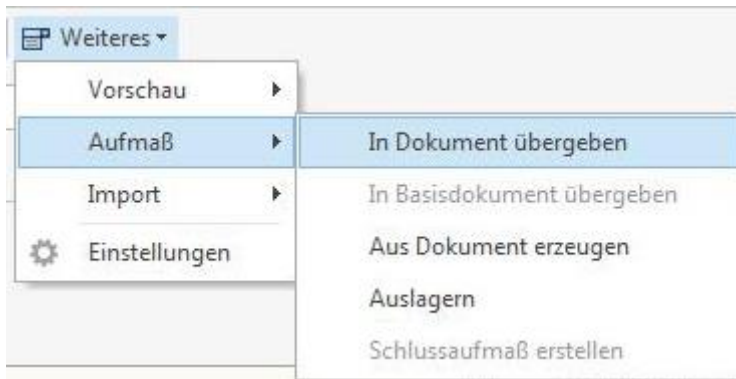 Weiteres
Vorschau
Aufmaß
Import
Einstellungen
In Dokument übergeben
In Basisdokument übergeben
Aus Dokument erzeugen
Auslagern
Schlussaufmaß erstellen